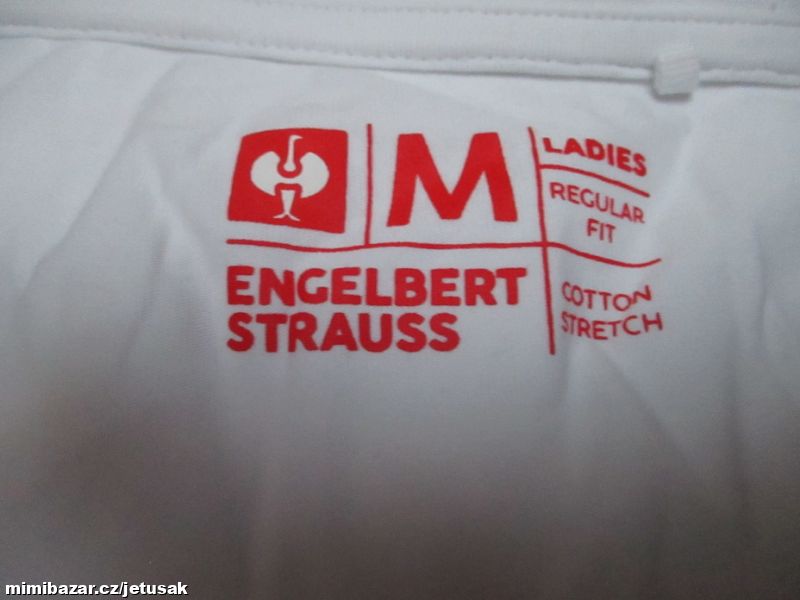 M
LADIES
REGULAR
FIT
ENGELBERT
STRAUSS
COTTON
STRETCH
mimibazar.cz/jetusak